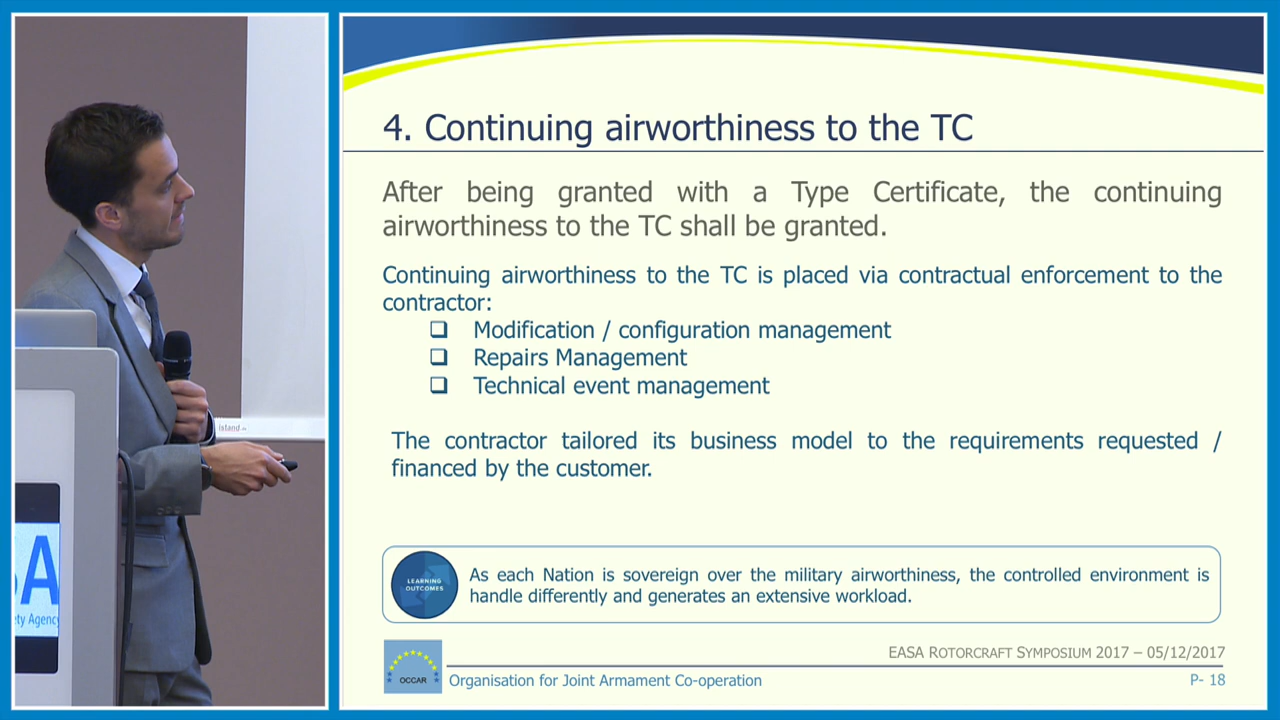 4. Continuing airworthiness to the TC
After being granted with a Type Certificate, the continuing
airworthiness to the TC shall be granted.
Continuing airworthiness to the TC is placed via contractual enforcement to the
contractor:
❑ Modification / configuration management
❑ Repairs Management
❑ Technical event management
The contractor tailored its business model to the requirements requested /
financed by the customer.
LEARNING
OUTCOMES
As each Nation is sovereign over the military airworthiness, the controlled environment is
handle differently and generates an extensive workload.
EASA ROTORCRAFT SYMPOSIUM 2017 – 05/12/2017
OCCAR
Organisation for Joint Armament Co-operation
P- 18
istand
SA
ety Agency